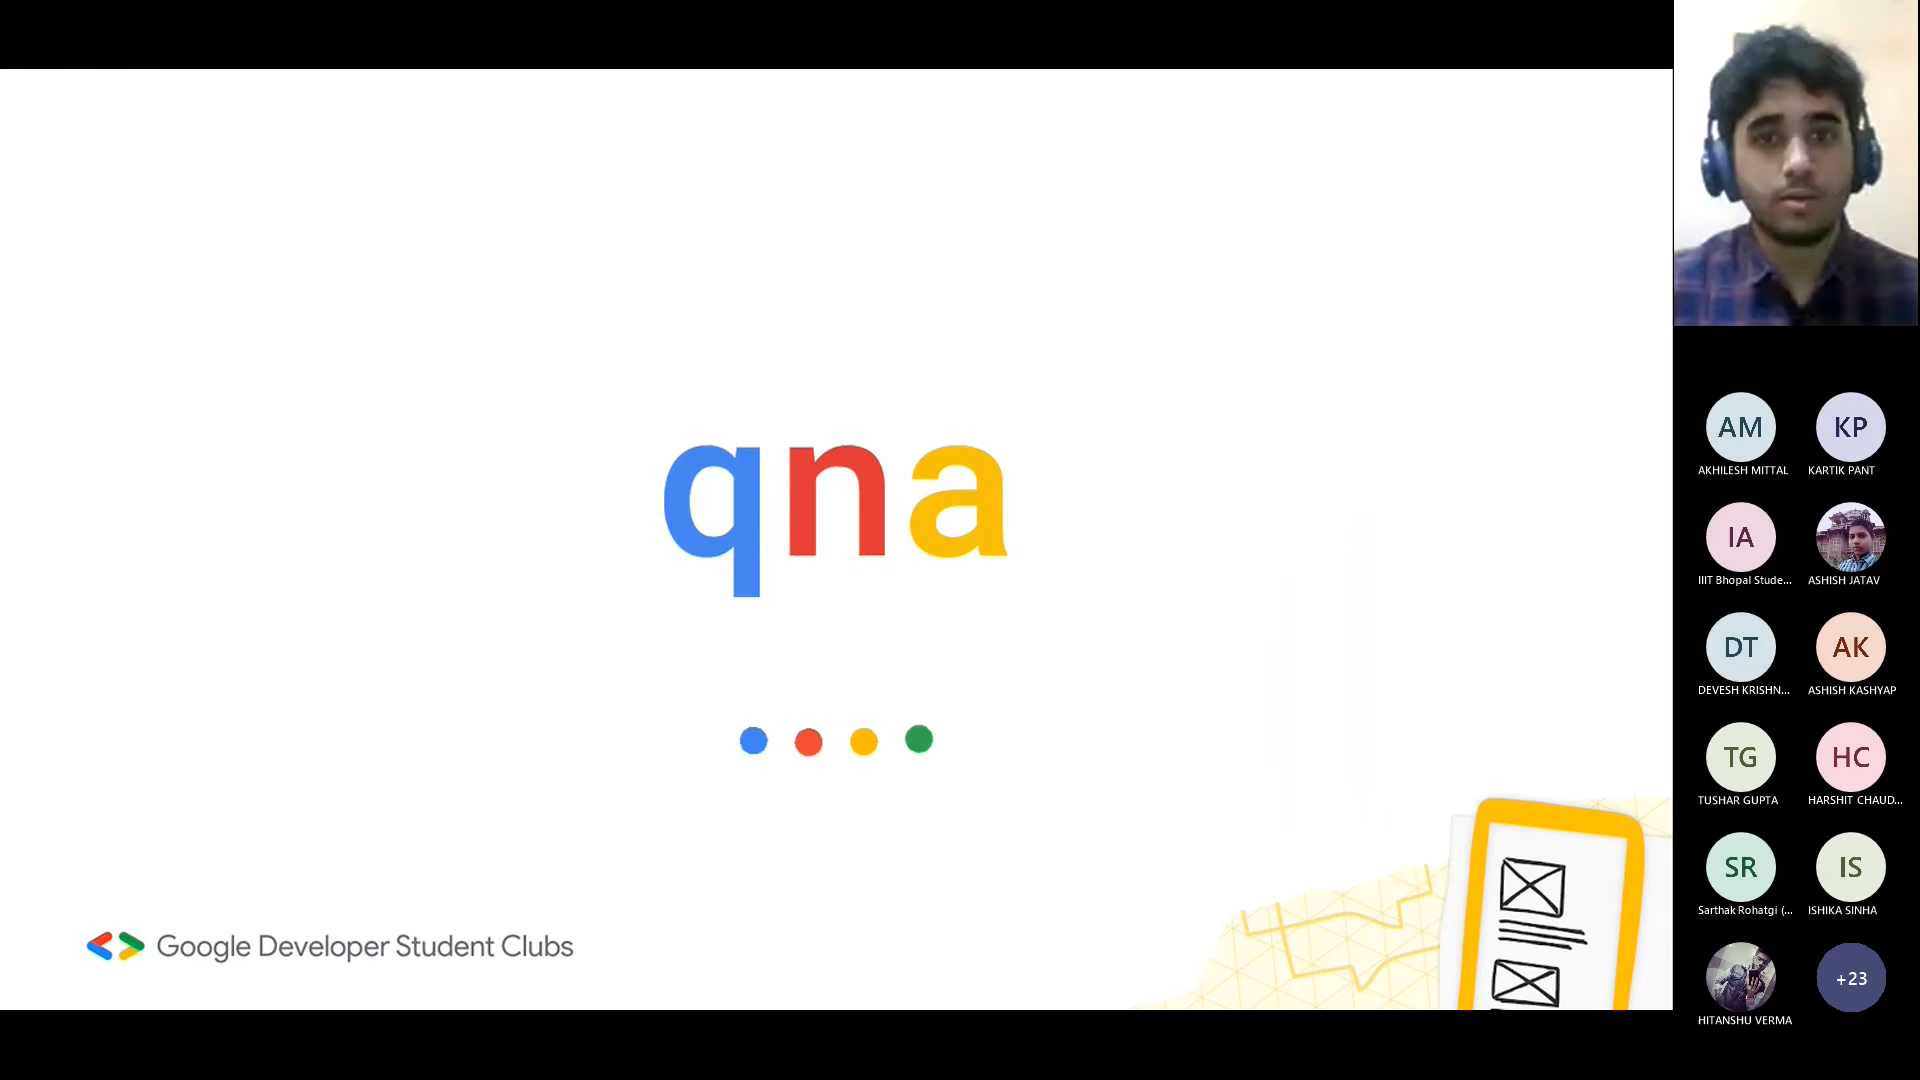 qna
Google Developer Student Clubs
AM
KP
AKHILESH MITTAL
KARTIK PANT
IA
IIIT Bhopal Stude...
ASHISH JATAV
DT
AK
DEVESH KRISHN...
ASHISH KASHYAP
TG
HC
TUSHAR GUPTA
HARSHIT CHAUD...
SR
IS
Sarthak Rohatgi (...
ISHIKA SINHA
+23
HITANSHU VERMA